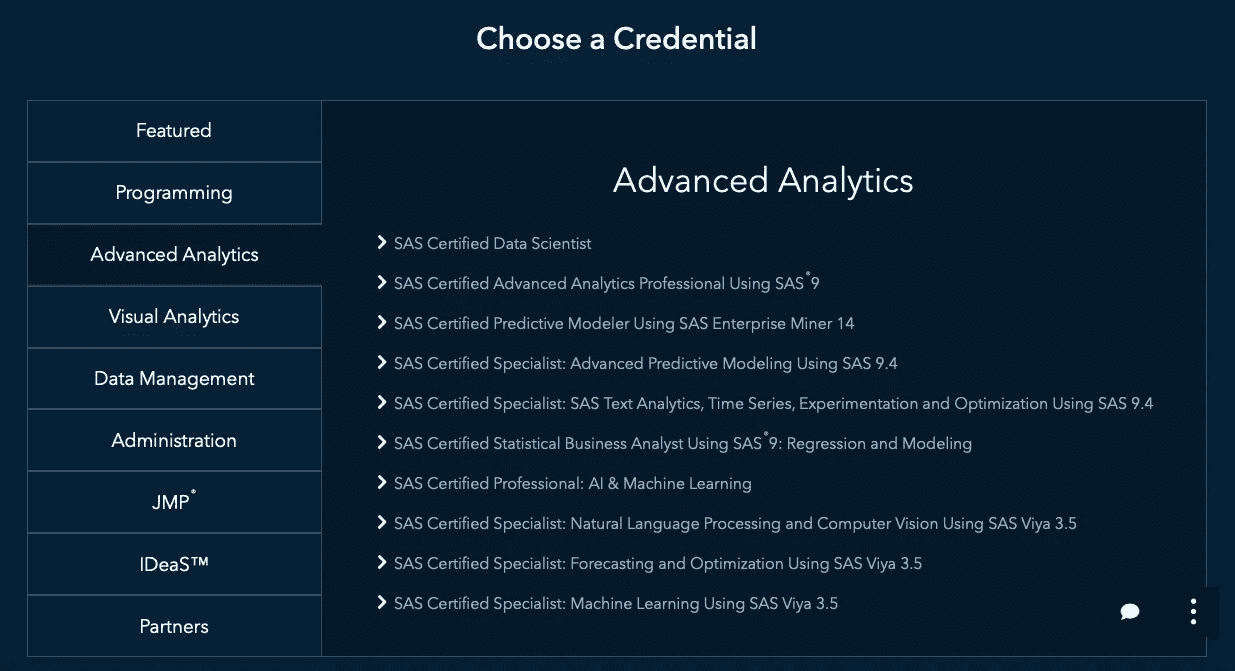 Choose a Credential
Featured
Programming
Advanced Analytics
Visual Analytics
Data Management
Administration
JMP®
IDeaS™
Partners
Advanced Analytics
SAS Certified Data Scientist
SAS Certified Advanced Analytics Professional Using SAS®9
SAS Certified Predictive Modeler Using SAS Enterprise Miner 14
SAS Certified Specialist: Advanced Predictive Modeling Using SAS 9.4
SAS Certified Specialist: SAS Text Analytics, Time Series, Experimentation and Optimization Using SAS 9.4
SAS Certified Statistical Business Analyst Using SAS®9: Regression and Modeling
SAS Certified Professional: AI & Machine Learning
SAS Certified Specialist: Natural Language Processing and Computer Vision Using SAS Viya 3.5
SAS Certified Specialist: Forecasting and Optimization Using SAS Viya 3.5
SAS Certified Specialist: Machine Learning Using SAS Viya 3.5